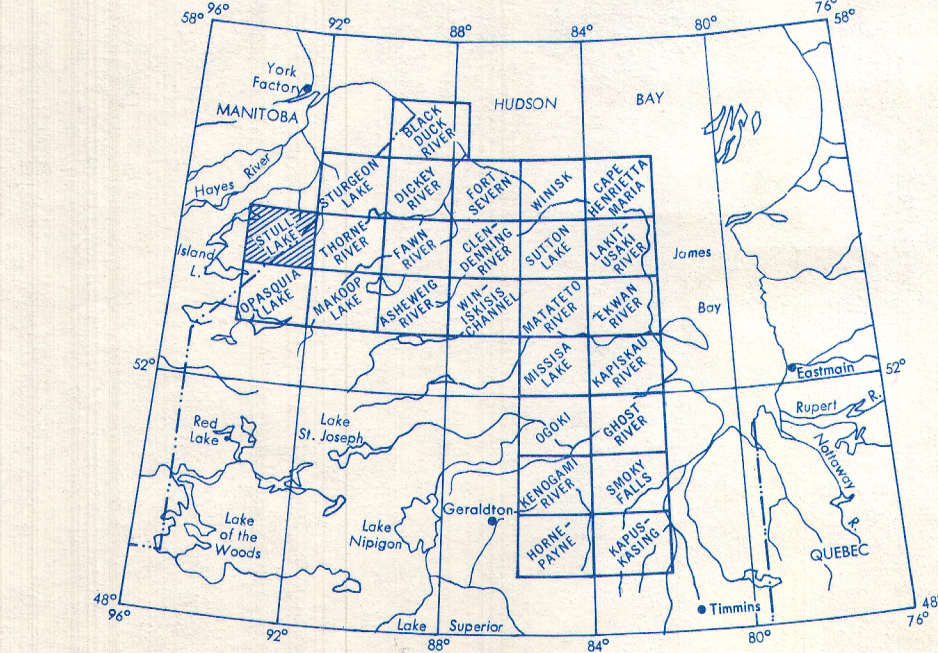 96°
92°
88°
84°
80°
76°
58°
58°
York
Factory
MANITOBA
HUDSON
BAY
BLACK
DUCK
RIVER
Hayes
River
STURGEON
LAKE
DICKEY
RIVER
FORT
SEVERN
WINISK
CAPE
HENRIETTA
MARIA
Island
L.
STULL
LAKE
THORNE
RIVER
FAWN
RIVER
CLEN-
DENNING
RIVER
SUTTON
LAKE
LAKIT-
USAKI
RIVER
James
Bay
OPASQUIA
LAKE
MAKOOP
LAKE
ASHEWEIG
RIVER
WIN-
ISKISIS
CHANNEL
MATATETO
RIVER
EKWAN
RIVER
52°
MISSISA
LAKE
KAPISKAU
RIVER
Eastmain
52°
Rupert
R.
Red
Lake
Lake
St. Joseph
OGOKI
GHOST
RIVER
Nottaway
R.
KENOGAMI
RIVER
SMOKY
FALLS
Lake
of the
Woods
Lake
Nipigon
Geraldton
HORNE-
PAYNE
KAPUS-
KASING
QUEBEC
Timmins
Lake Superior
48°
96°
92°
88°
84°
80°
76°
48°